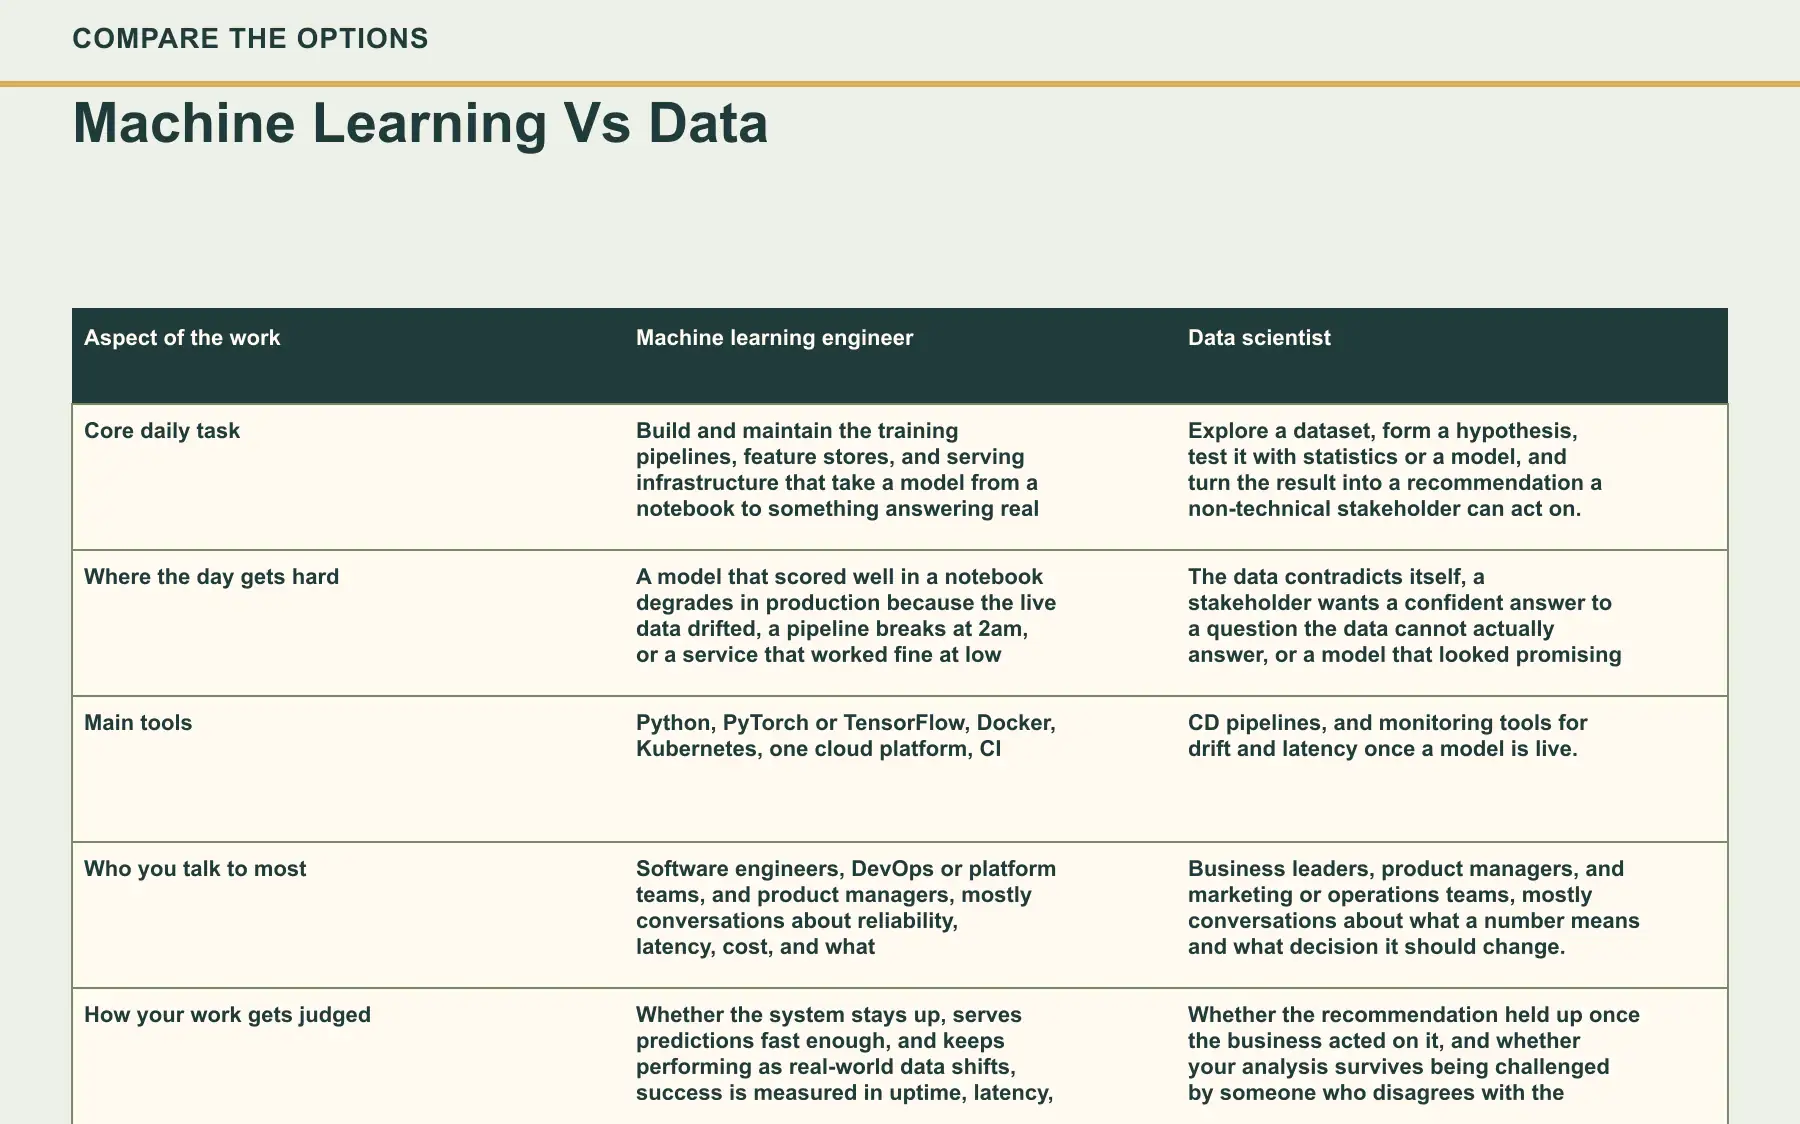 COMPARE THE OPTIONS
Machine Learning Vs Data
Aspect of the work
Machine learning engineer
Data scientist
Core daily task
Build and maintain the training
pipelines, feature stores, and serving
infrastructure that take a model from a
notebook to something answering real
Explore a dataset, form a hypothesis,
test it with statistics or a model, and
turn the result into a recommendation a
non-technical stakeholder can act on.
Where the day gets hard
A model that scored well in a notebook
degrades in production because the live
data drifted, a pipeline breaks at 2am,
or a service that worked fine at low
The data contradicts itself, a
stakeholder wants a confident answer to
a question the data cannot actually
answer, or a model that looked promising
Main tools
Python, PyTorch or TensorFlow, Docker,
Kubernetes, one cloud platform, CI
CD pipelines, and monitoring tools for
drift and latency once a model is live.
Who you talk to most
Software engineers, DevOps or platform
teams, and product managers, mostly
conversations about reliability,
latency, cost, and what
Business leaders, product managers, and
marketing or operations teams, mostly
conversations about what a number means
and what decision it should change.
How your work gets judged
Whether the system stays up, serves
predictions fast enough, and keeps
performing as real-world data shifts,
success is measured in uptime, latency,
Whether the recommendation held up once
the business acted on it, and whether
your analysis survives being challenged
by someone who disagrees with the